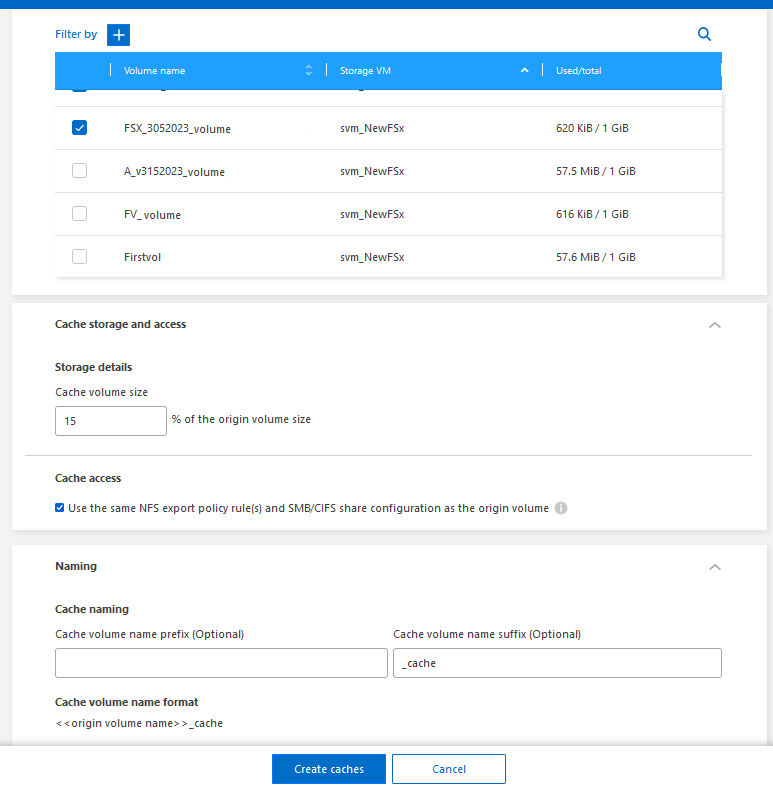 Filter by
Volume name Storage VM Used/total
FSX_3052023_volume svm_NewFSx 620 KiB / 1 GiB
A_v3152023_volume svm_NewFSx 57.5 MiB / 1 GiB
FV_ volume svm_NewFSx 616 KiB / 1 GiB
Firstvol svm_NewFSx 57.6 MiB / 1 GiB
Cache storage and access
Storage details
Cache volume size
15 % of the origin volume size
Cache access
Use the same NFS export policy rule(s) and SMB/CIFS share configuration as the origin volume
Naming
Cache naming
Cache volume name prefix (Optional) Cache volume name suffix (Optional)
_cache
Cache volume name format
<<origin volume name>>_cache
Create caches Cancel